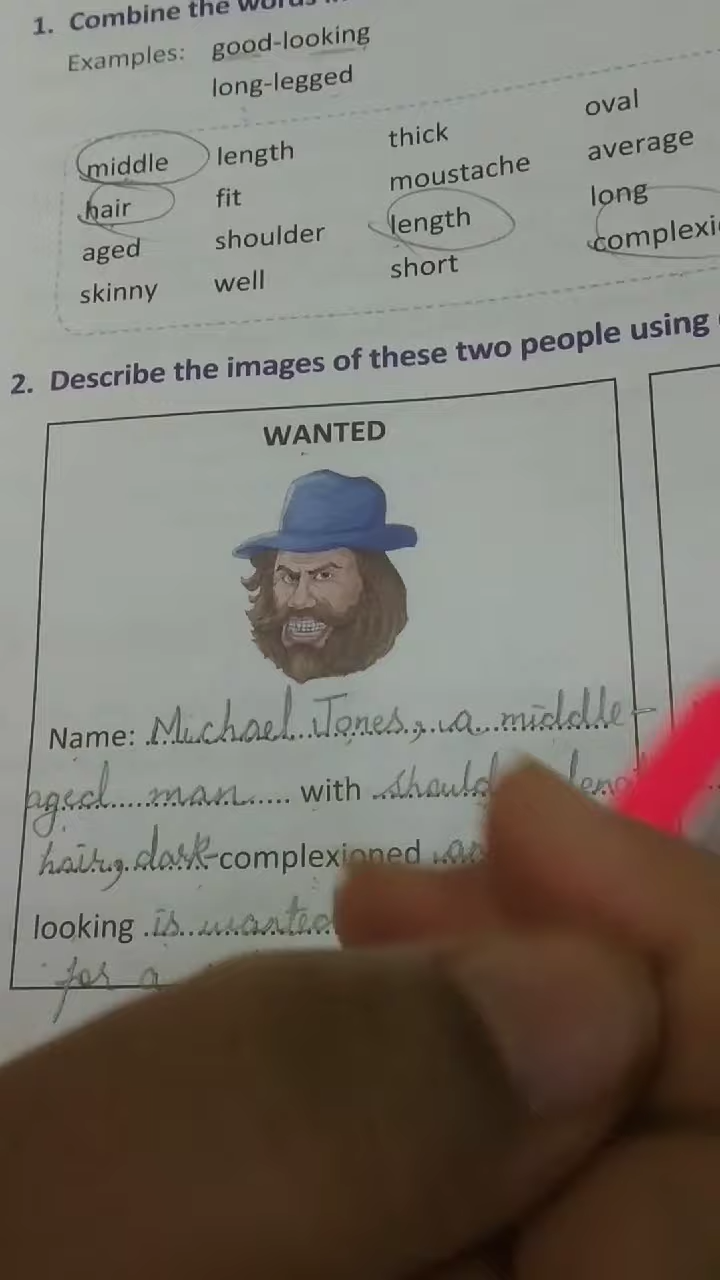 1. Combine the words
Examples: good-looking
long-legged
middle length thick oval
hair fit moustache average
aged shoulder length long
skinny well short
2. Describe the images of these two people using
WANTED
Name: Michael Jones, a middle-
aged man with
hair, dark-complexioned
looking is wanted
for a